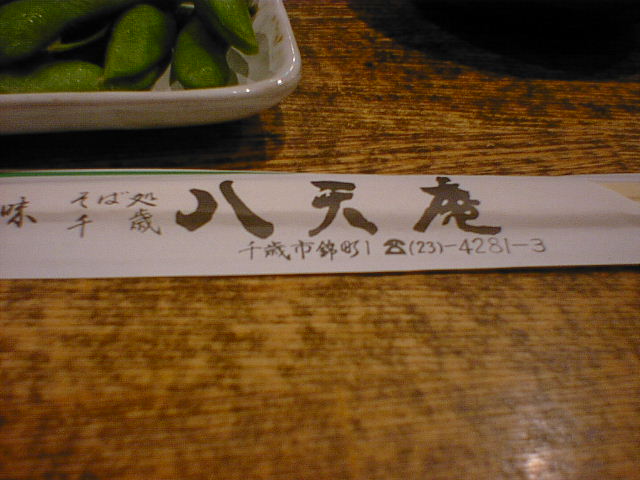 味
そば処
千歳
八天庵
千歳市錦町1 ☎(23)-4281-3